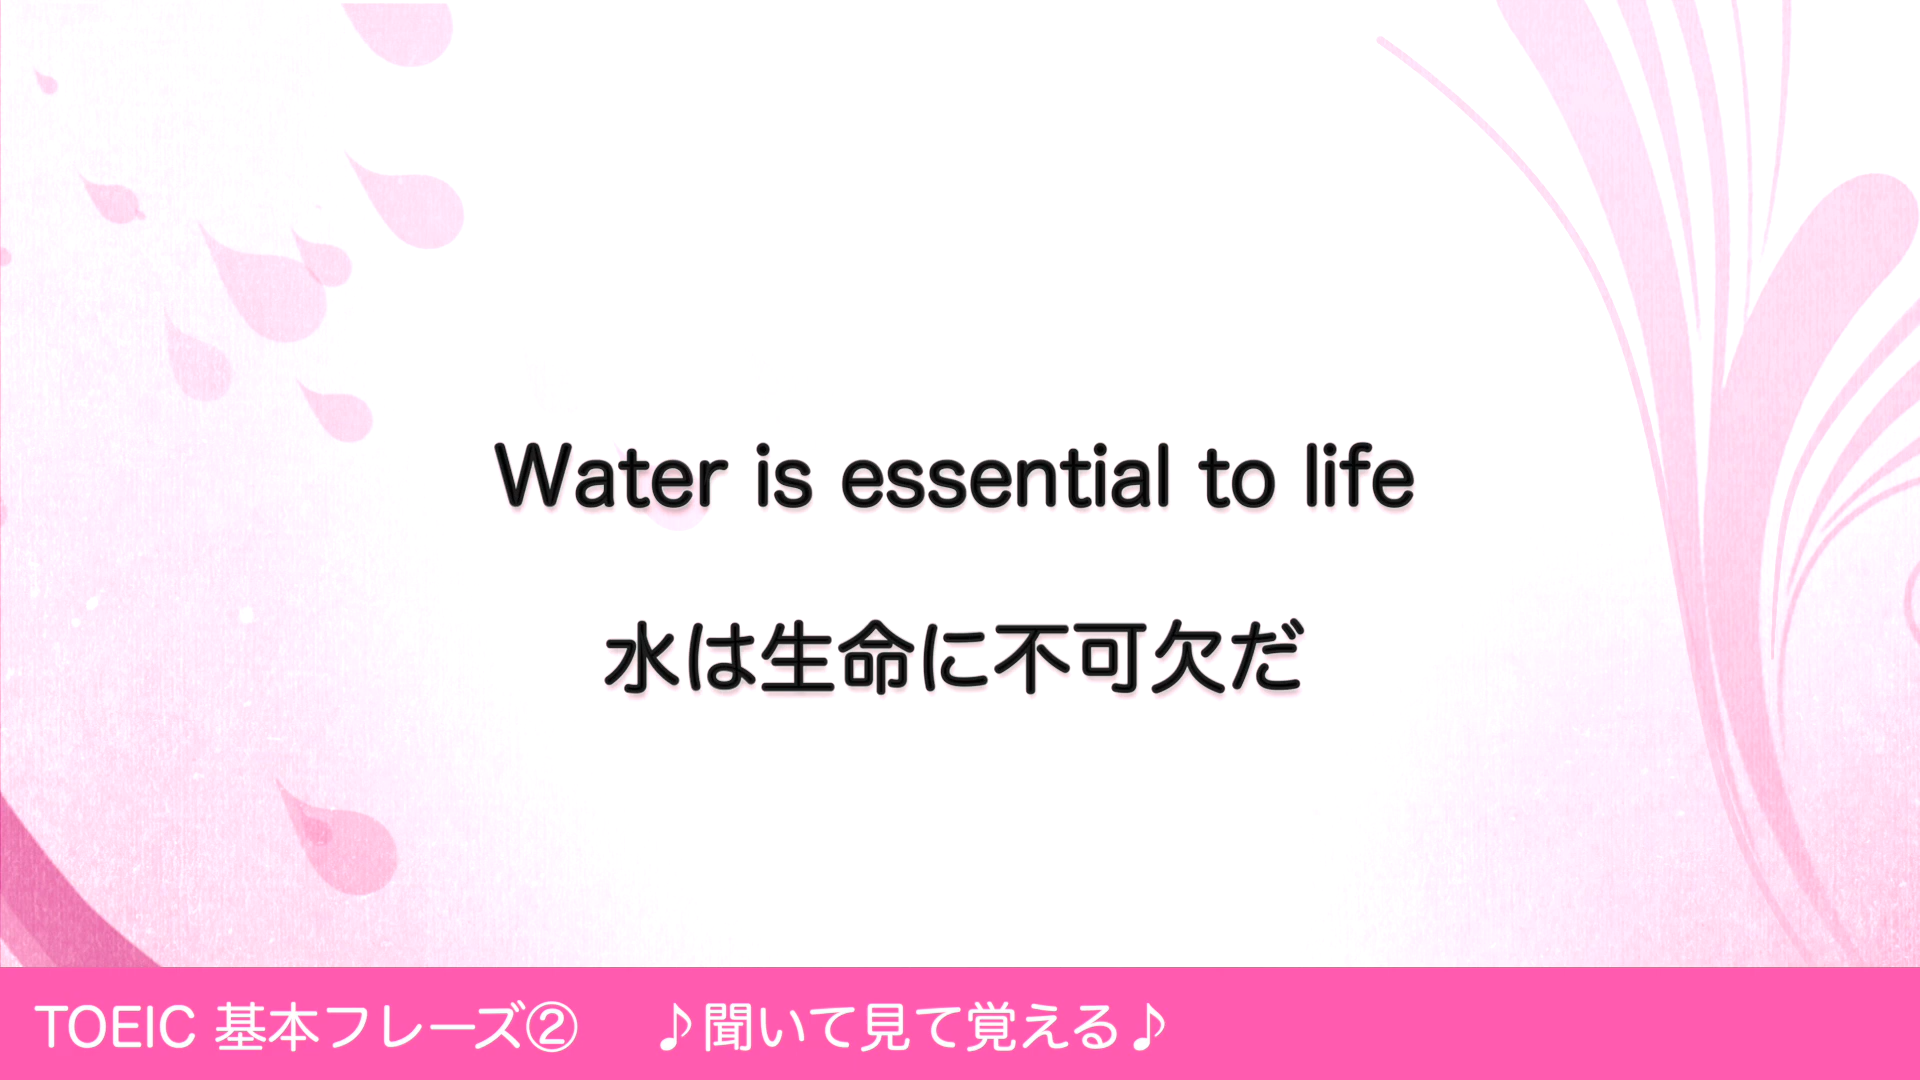 Water is essential to life
水は生命に不可欠だ
TOEIC 基本フレーズ② ♪聞いて見て覚える♪